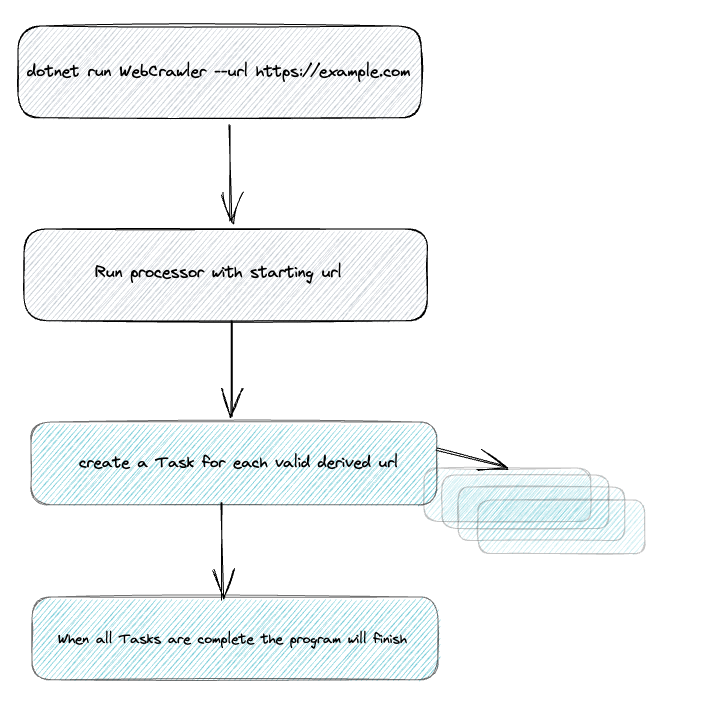 dotnet run WebCrawler --url https://example.com
Run processor with starting url
create a Task for each valid derived url
When all Tasks are complete the program will finish